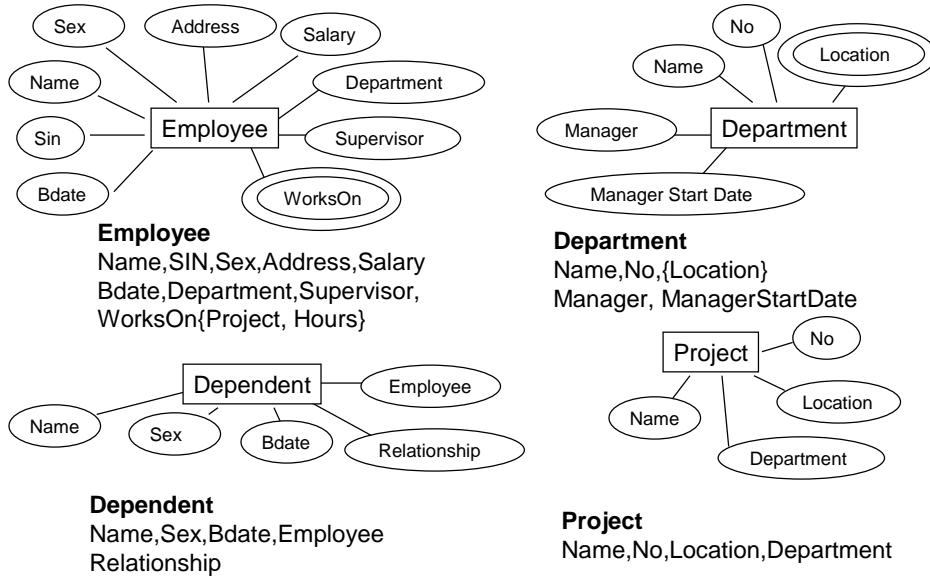 Sex
Address
Salary
Name
Department
Sin
Employee
Supervisor
Bdate
WorksOn
Employee
Name,SIN,Sex,Address,Salary
Bdate,Department,Supervisor,
WorksOn{Project, Hours}
No
Location
Name
Manager
Department
Manager Start Date
Department
Name,No,{Location}
Manager, ManagerStartDate
Dependent
Employee
Name
Sex
Bdate
Relationship
Dependent
Name,Sex,Bdate,Employee
Relationship
No
Project
Location
Name
Department
Project
Name,No,Location,Department